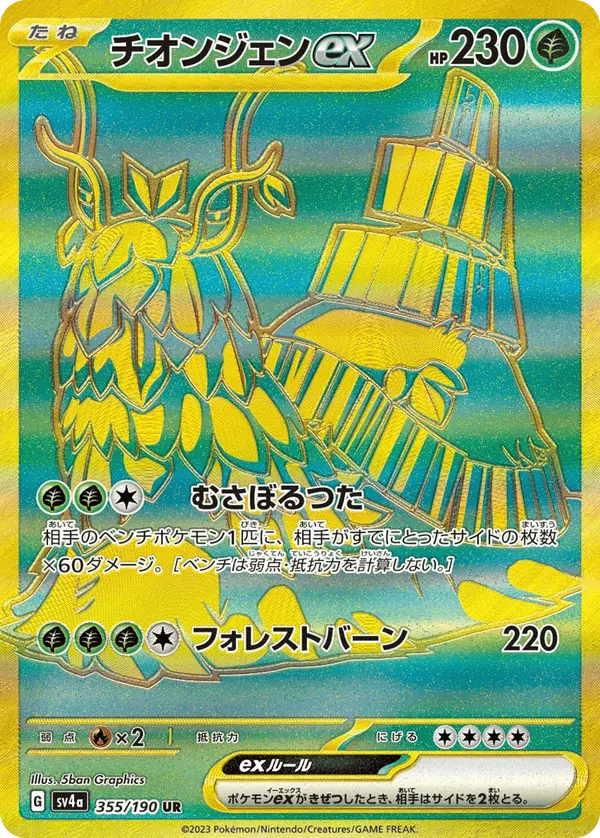 たね チオンジェンex HP230
むさぼるつた
相手のベンチポケモン1匹に、相手がすでにとったサイドの枚数
×60ダメージ。[ベンチは弱点・抵抗力を計算しない。]
フォレストバーン 220
弱点 ×2 抵抗力 にげる
exルール
ポケモンexがきぜつしたとき、相手はサイドを2枚とる。
Illus. 5ban Graphics
G sv4a 355/190 UR
©2023 Pokémon/Nintendo/Creatures/GAME FREAK.